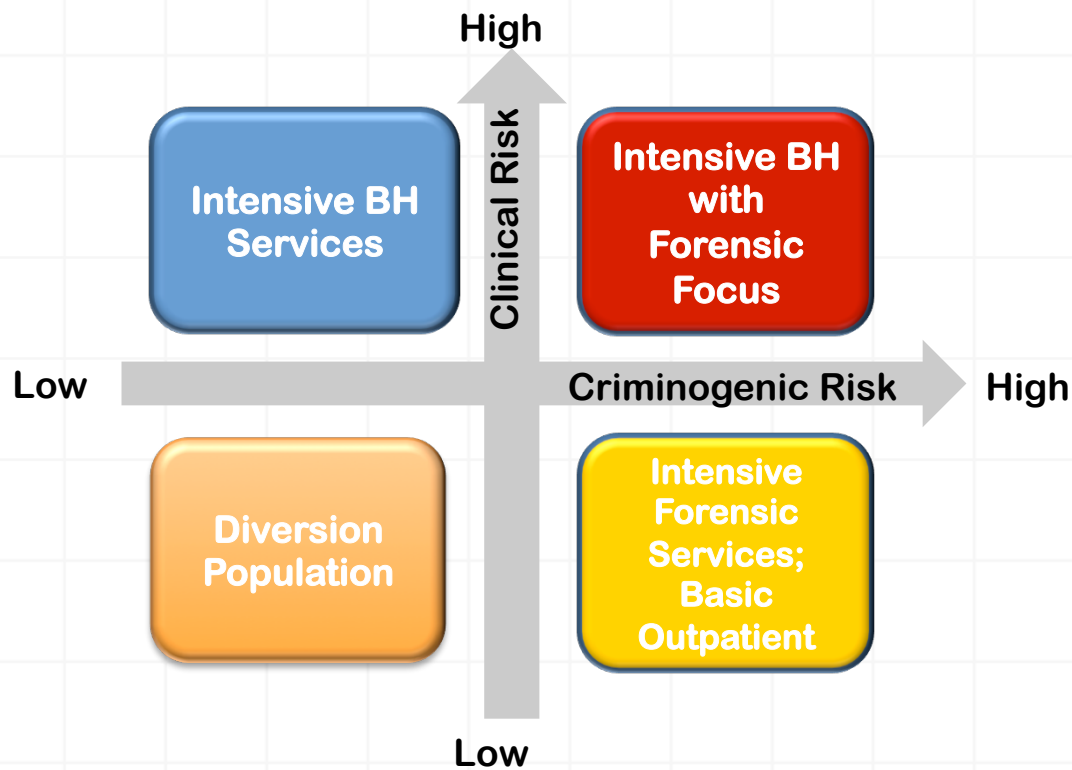 High
Clinical Risk
Intensive BH
Services
Intensive BH
with
Forensic
Focus
Low
Criminogenic Risk
High
Diversion
Population
Intensive
Forensic
Services;
Basic
Outpatient
Low